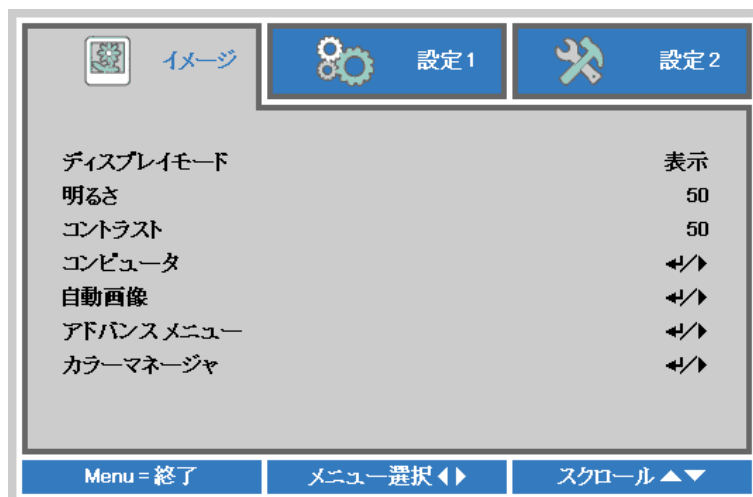 イメージ 設定1 設定2
ディスプレイモード 表示
明るさ 50
コントラスト 50
コンピュータ ↵/▶
自動画像 ↵/▶
アドバンスメニュー ↵/▶
カラーマネージャ ↵/▶
Menu = 終了 メニュー選択◀▶ スクロール▲▼